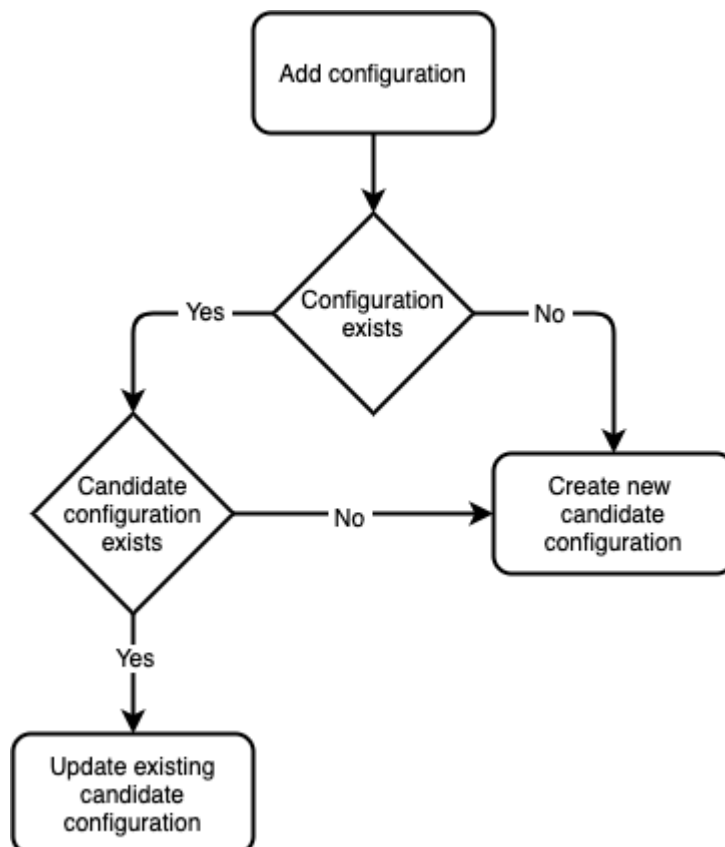 Add configuration
Configuration
exists
Yes
No
Candidate
configuration
exists
No
Create new
candidate
configuration
Yes
Update existing
candidate
configuration